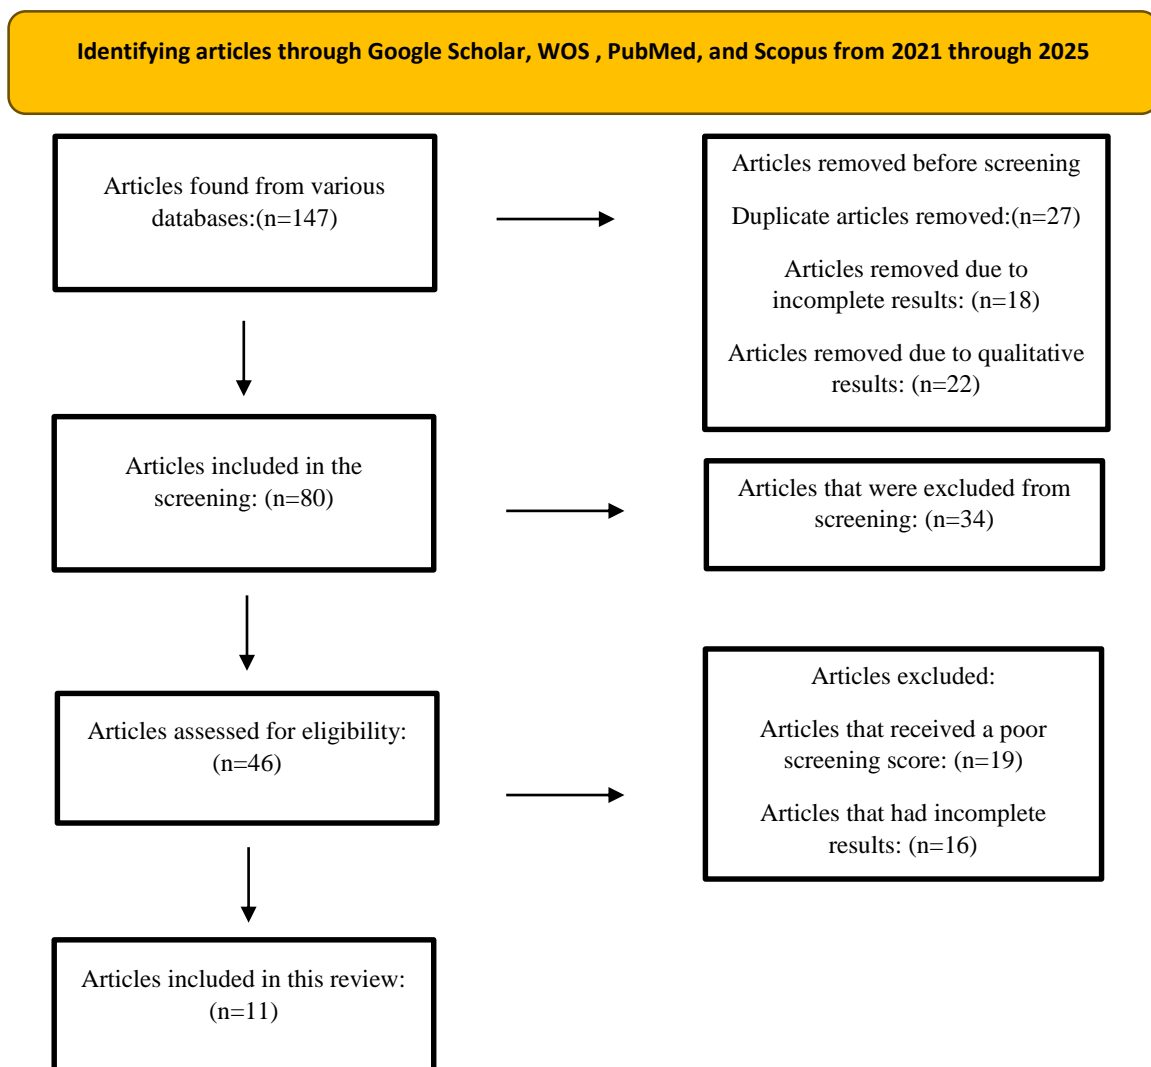 Identifying articles through Google Scholar, WOS , PubMed, and Scopus from 2021 through 2025
Articles found from various
databases:(n=147)
Articles removed before screening
Duplicate articles removed:(n=27)
Articles removed due to
incomplete results: (n=18)
Articles removed due to qualitative
results: (n=22)
Articles included in the
screening: (n=80)
Articles that were excluded from
screening: (n=34)
Articles assessed for eligibility:
(n=46)
Articles excluded:
Articles that received a poor
screening score: (n=19)
Articles that had incomplete
results: (n=16)
Articles included in this review:
(n=11)